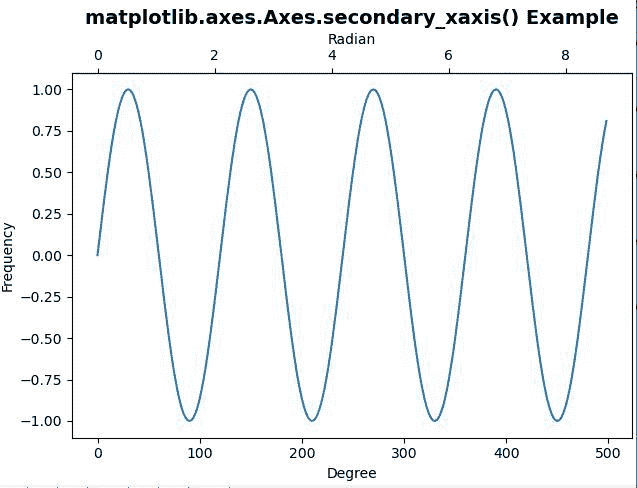 matplotlib.axes.Axes.secondary_xaxis() Example
Radian
0 2 4 6 8
1.00
0.75
0.50
0.25
0.00
−0.25
−0.50
−0.75
−1.00
Frequency
0 100 200 300 400 500
Degree